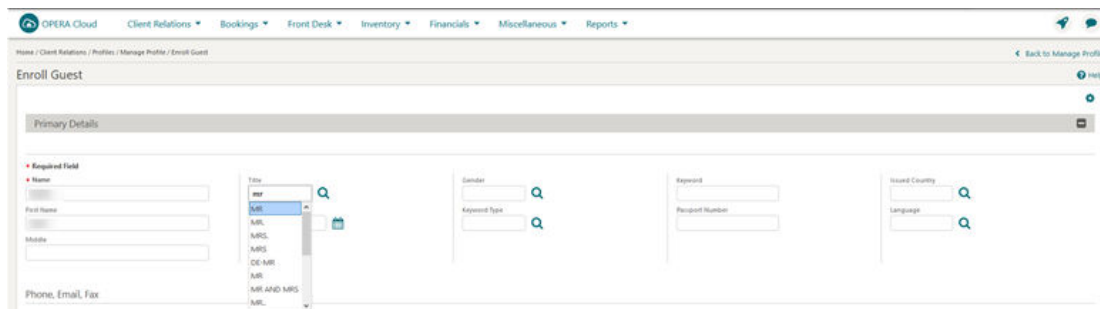 OPERA Cloud Client Relations Bookings Front Desk Inventory Financials Miscellaneous Reports
Home / Client Relations / Profiles / Manage Profile / Enroll Guest
Back to Manage Profil
Enroll Guest
Hel
Primary Details
* Required Field
* Name
Title
mr
MR
MR.
MRS.
MRS
DE-MR
MR
MR AND MRS
MR..
Gender
Keyword
Issued Country
First Name
Keyword Type
Passport Number
Language
Middle
Phone, Email, Fax